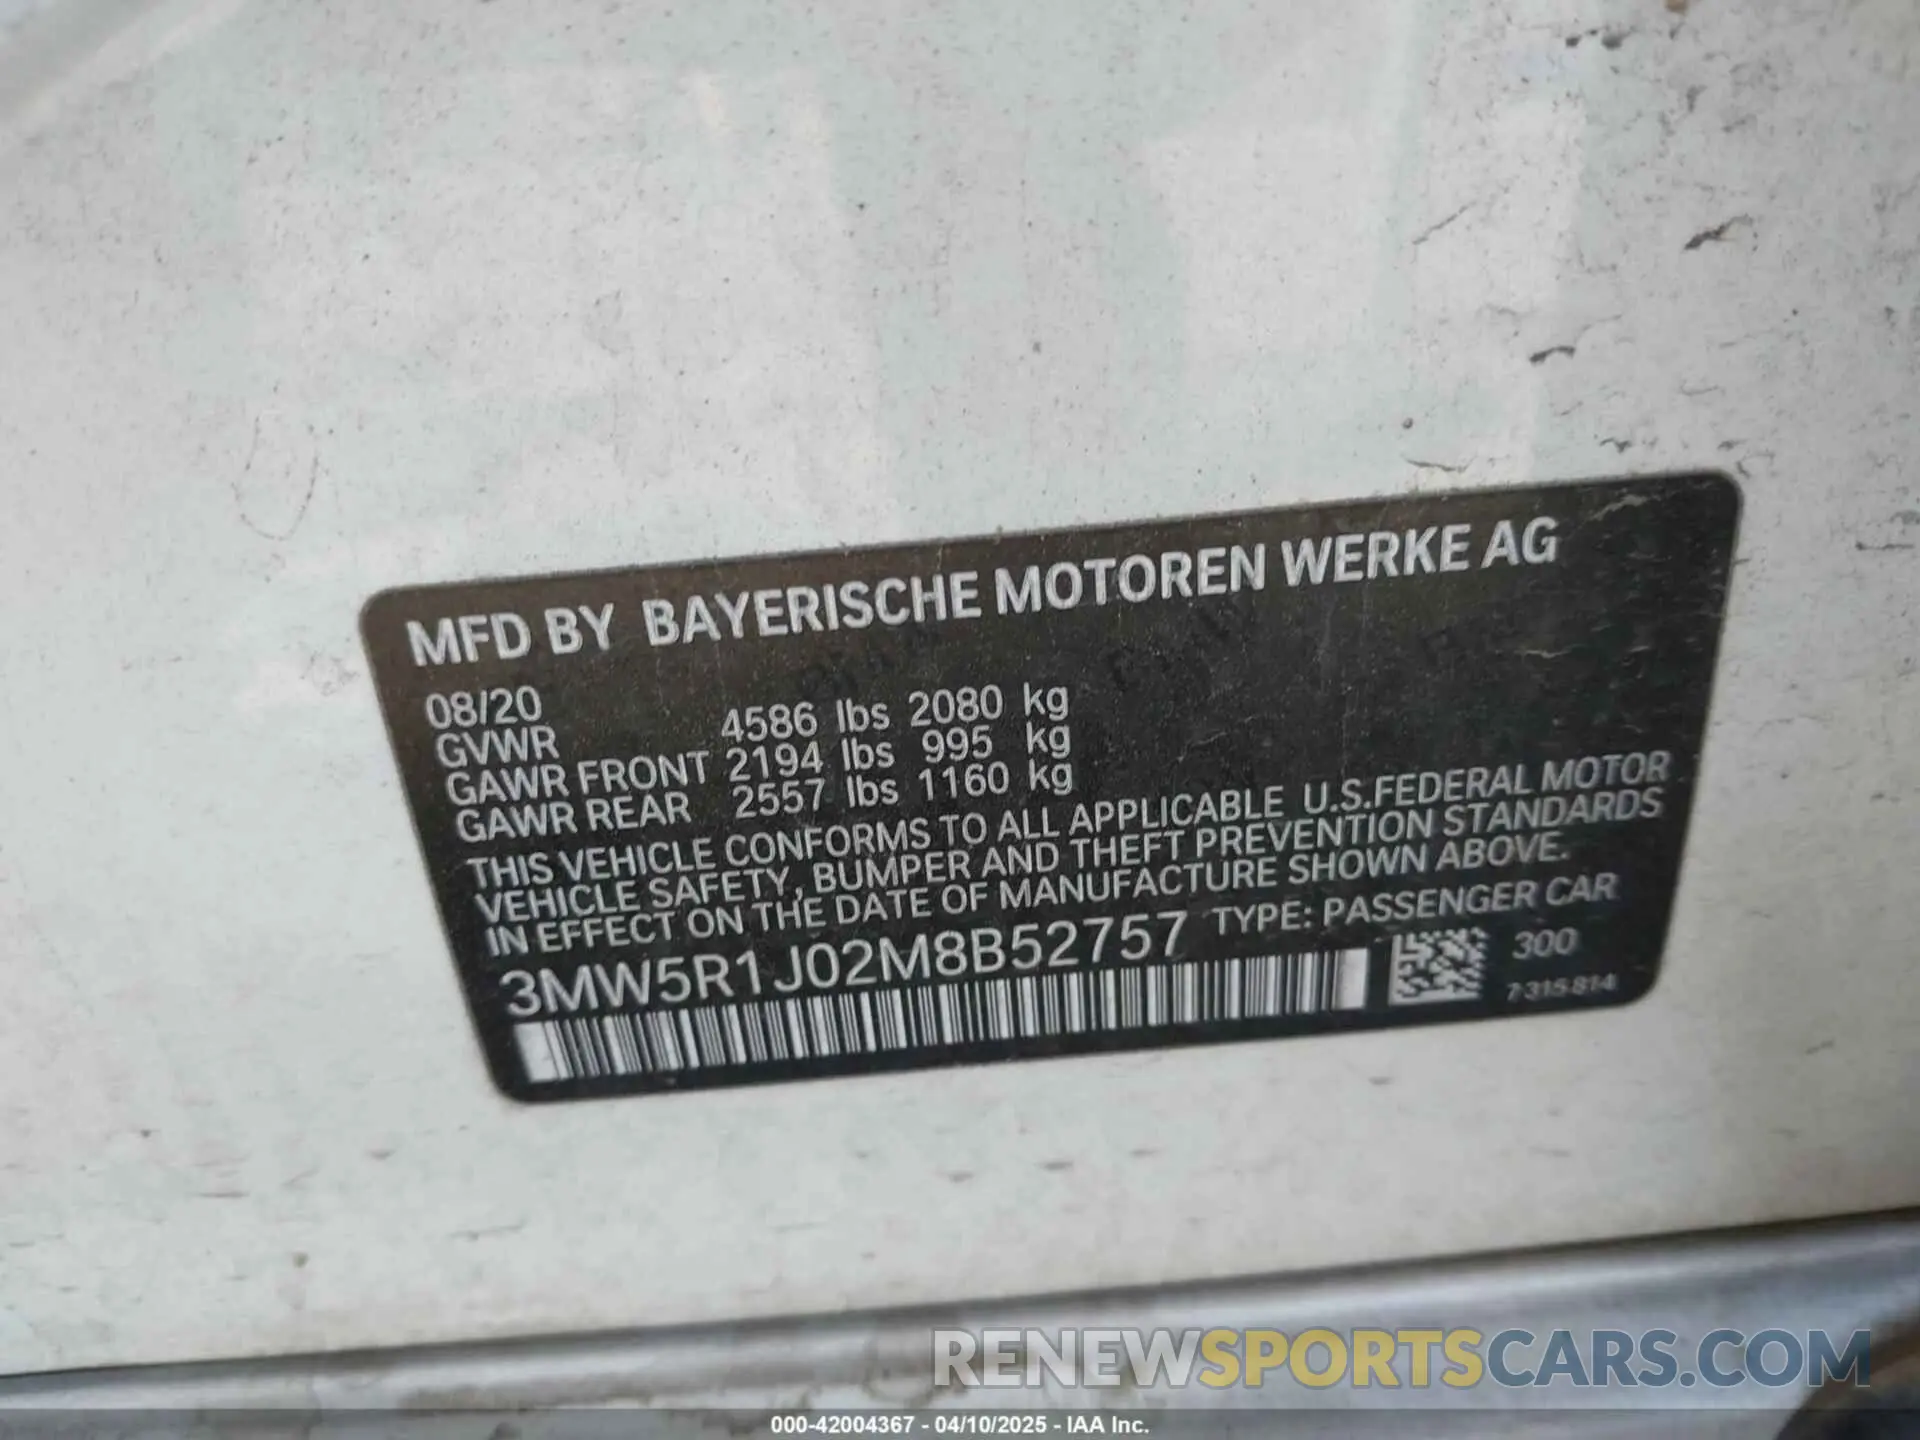 MFD BY BAYERISCHE MOTOREN WERKE AG
08/20
GVWR 4586 lbs 2080 kg
GAWR FRONT 2194 lbs 995 kg
GAWR REAR 2557 lbs 1160 kg
THIS VEHICLE CONFORMS TO ALL APPLICABLE U.S.FEDERAL MOTOR
VEHICLE SAFETY, BUMPER AND THEFT PREVENTION STANDARDS
IN EFFECT ON THE DATE OF MANUFACTURE SHOWN ABOVE.
3MW5R1J02M8B52757 TYPE: PASSENGER CAR
300
7 315 814
RENEWSPORTSCARS.COM
000-42004367 - 04/10/2025 - IAA Inc.